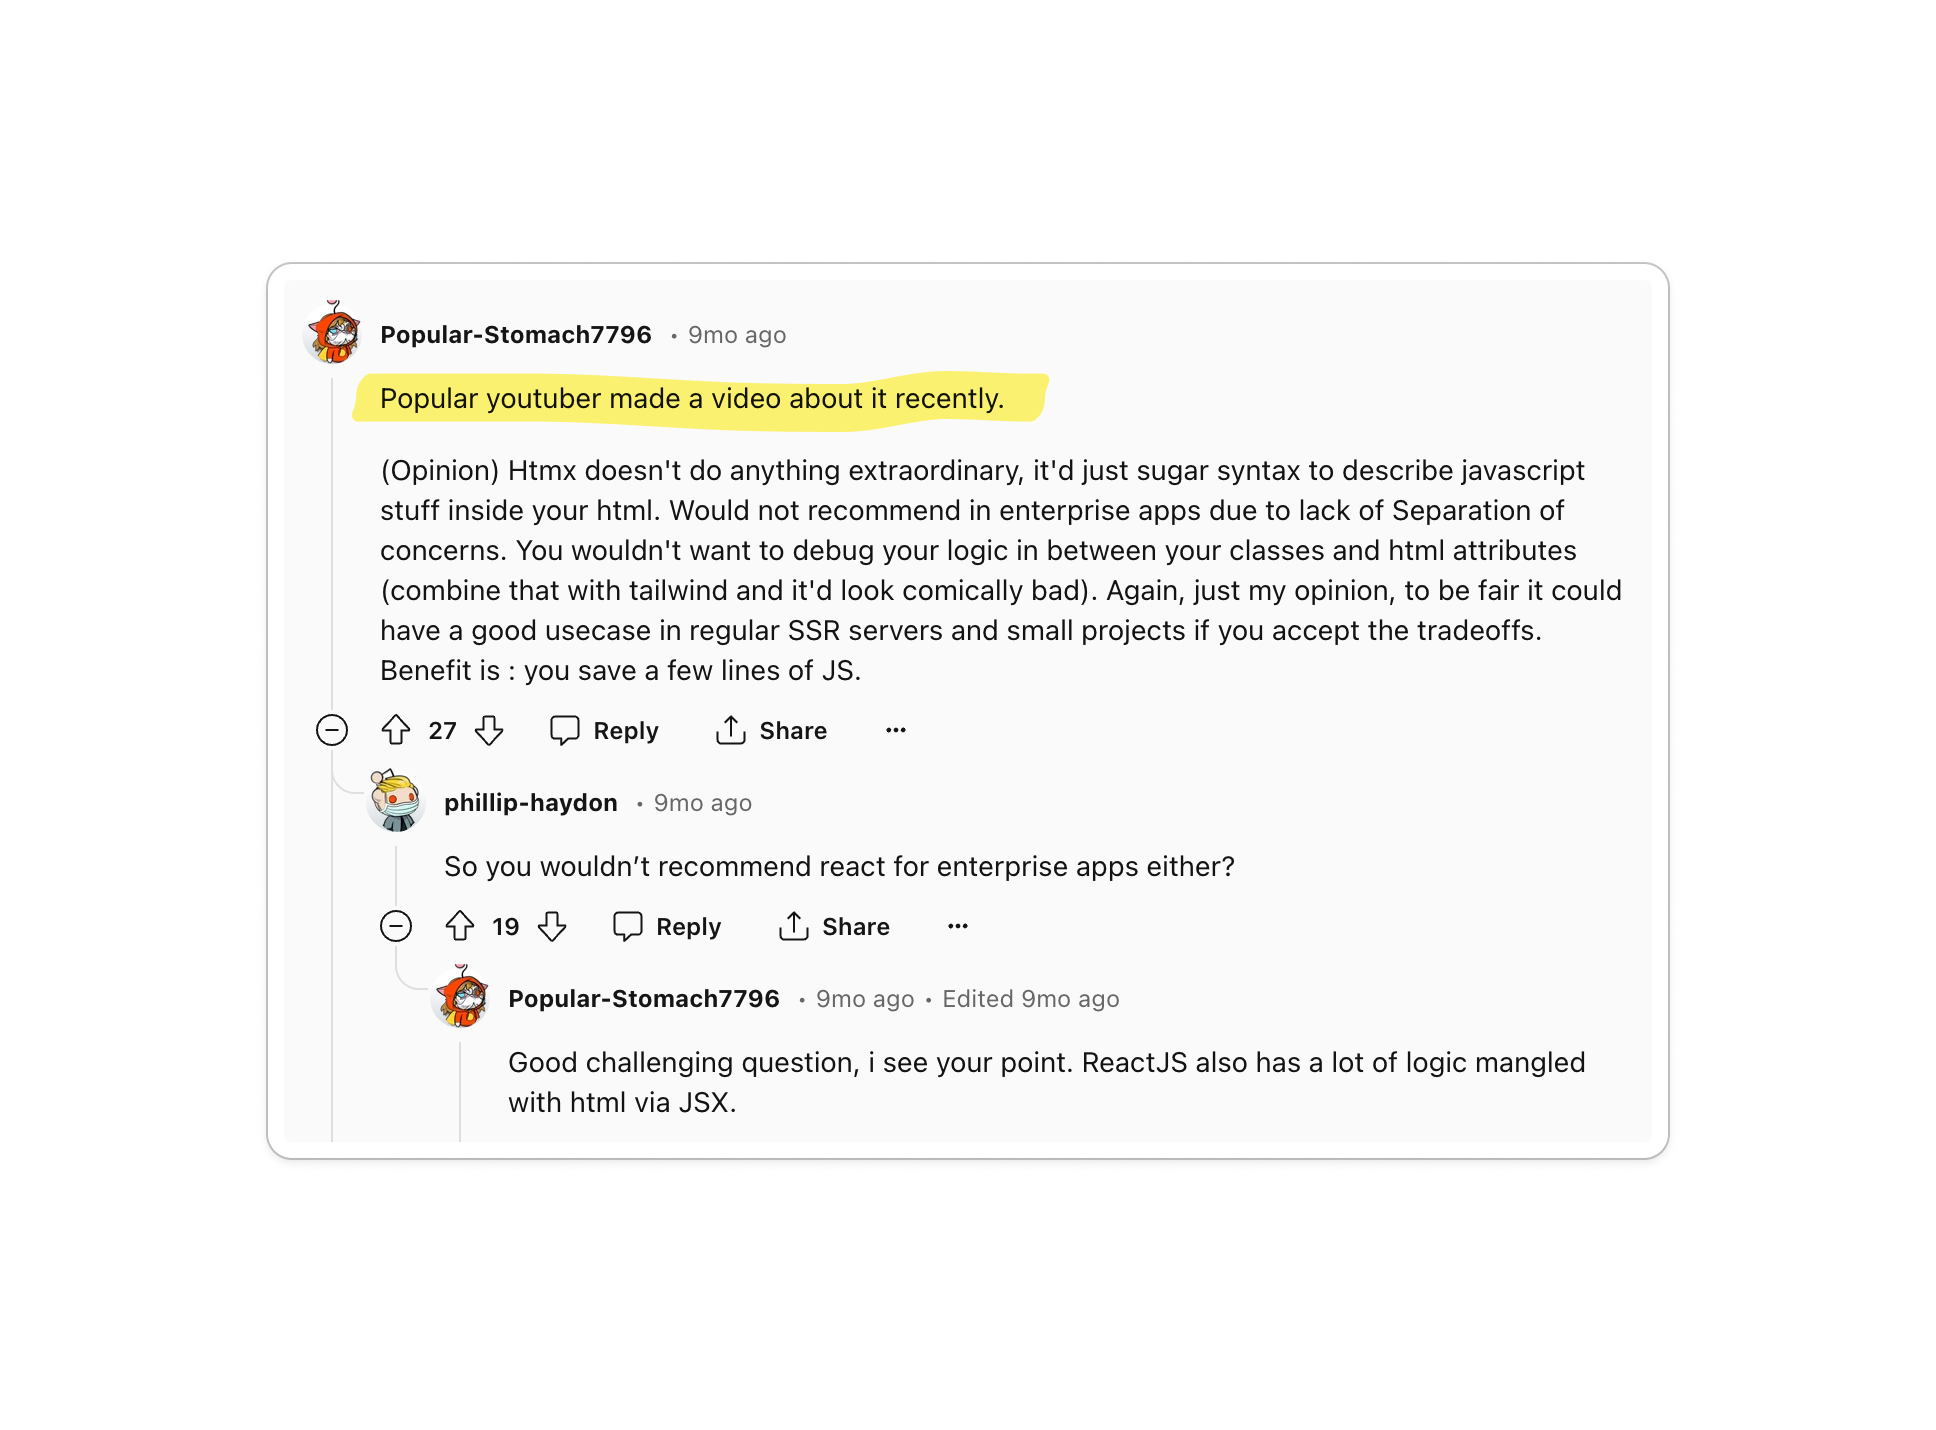 Popular-Stomach7796 • 9mo ago
Popular youtuber made a video about it recently.
(Opinion) Htmx doesn't do anything extraordinary, it'd just sugar syntax to describe javascript
stuff inside your html. Would not recommend in enterprise apps due to lack of Separation of
concerns. You wouldn't want to debug your logic in between your classes and html attributes
(combine that with tailwind and it'd look comically bad). Again, just my opinion, to be fair it could
have a good usecase in regular SSR servers and small projects if you accept the tradeoffs.
Benefit is : you save a few lines of JS.
27 Reply Share ···
phillip-haydon • 9mo ago
So you wouldn’t recommend react for enterprise apps either?
19 Reply Share ···
Popular-Stomach7796 • 9mo ago • Edited 9mo ago
Good challenging question, i see your point. ReactJS also has a lot of logic mangled
with html via JSX.